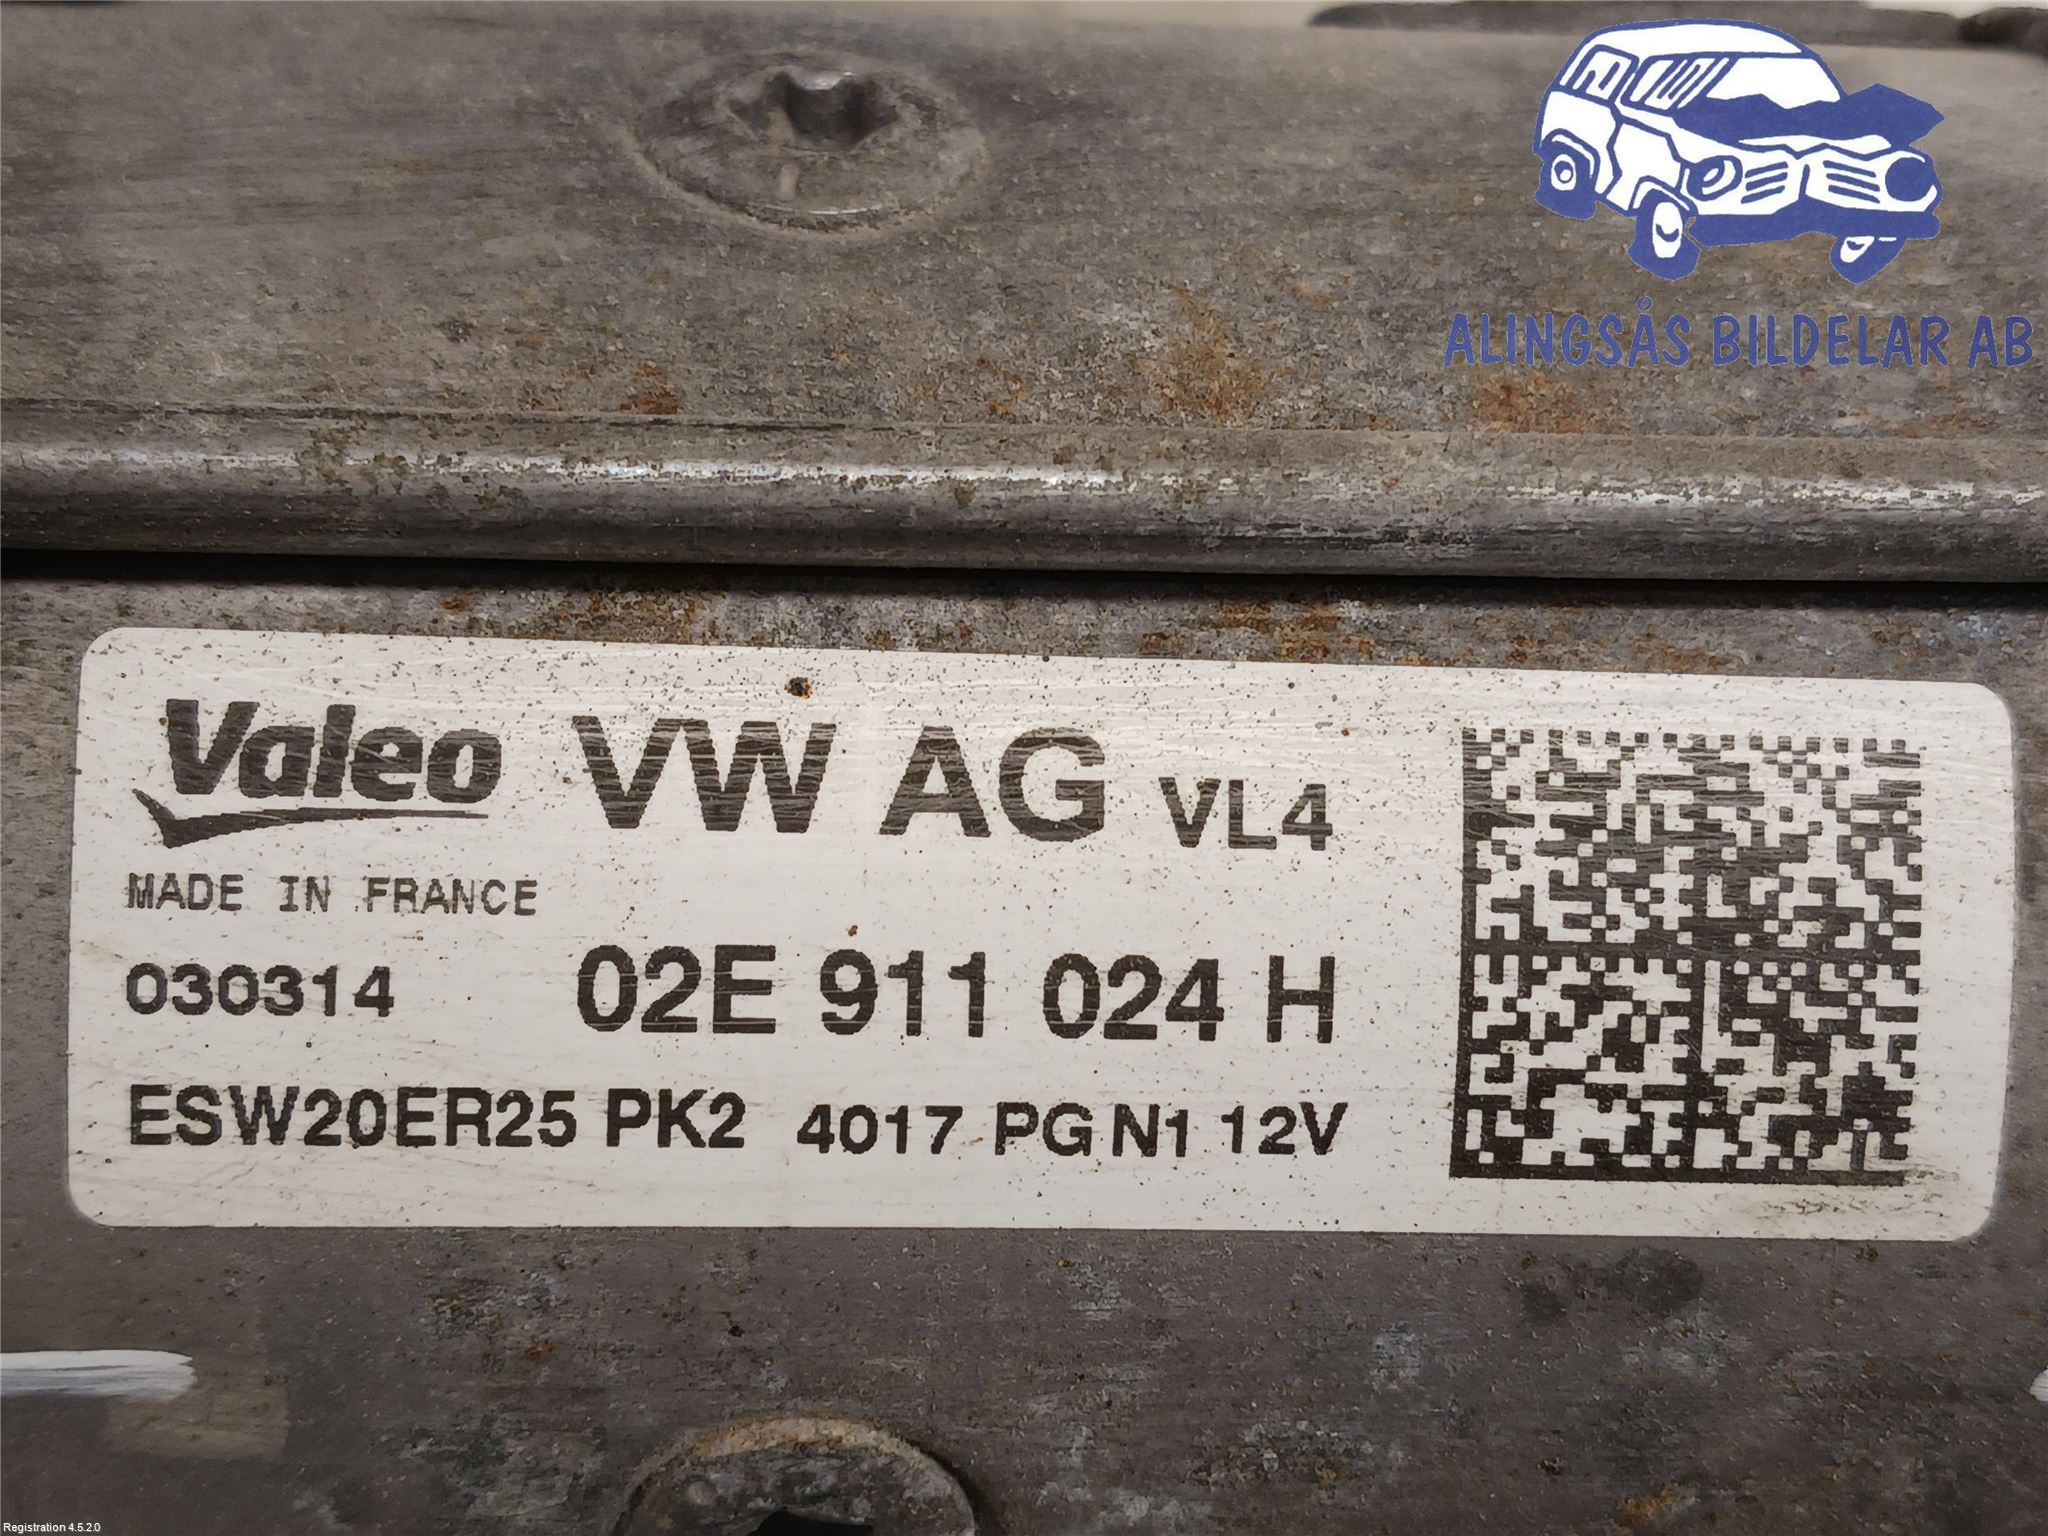 ALINGSÅS BILDELAR AB
Valeo VW AG VL4
MADE IN FRANCE
030314 02E 911 024 H
ESW20ER25 PK2 4017 PG N1 12V
Registration 4.5.2.0